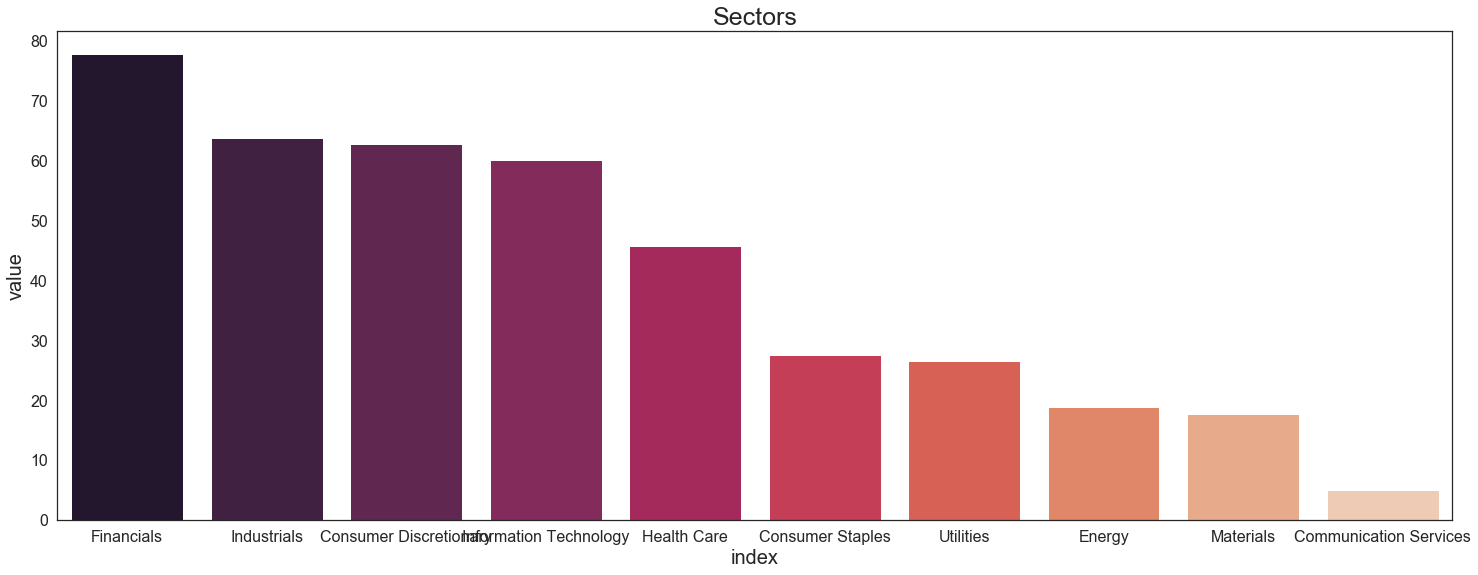 Sectors
80
70
60
50
40
30
20
10
0
value
Financials
Industrials
Consumer Discretionary
Information Technology
Health Care
Consumer Staples
Utilities
Energy
Materials
Communication Services
index